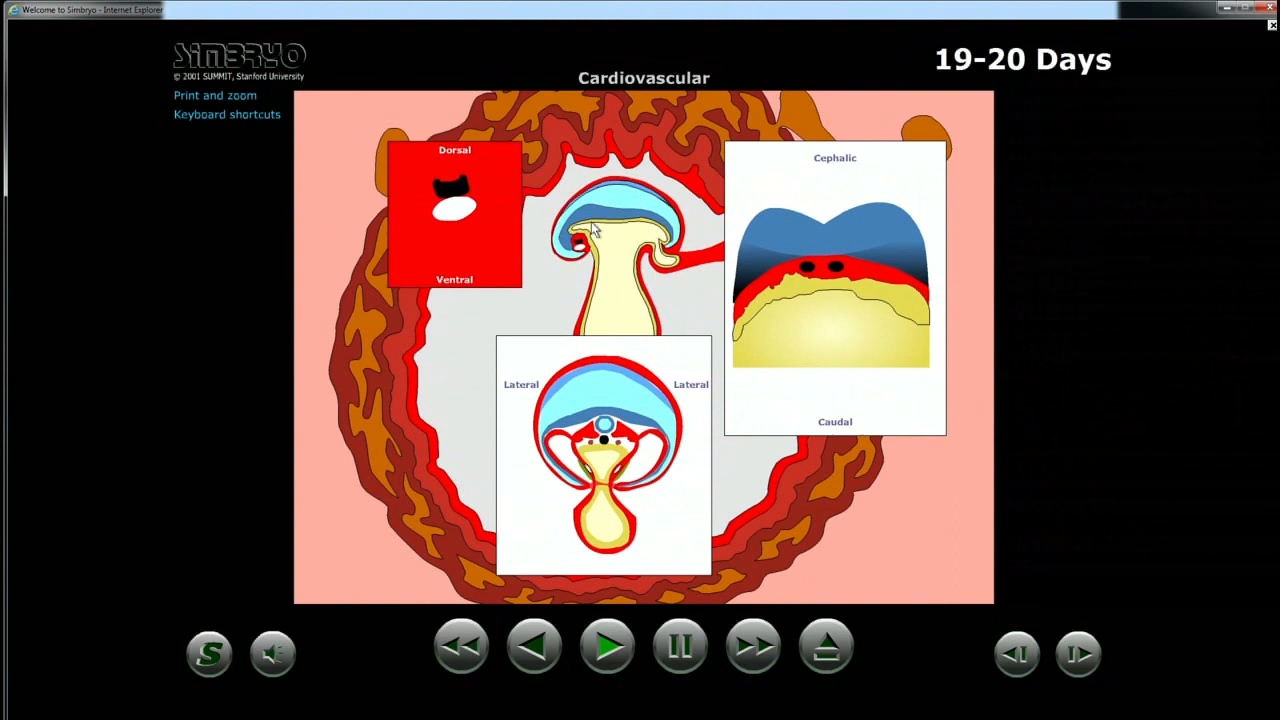 Welcome to Simbryo - Internet Explorer
SiMBRYO
© 2001 SUMMIT, Stanford University
Print and zoom
Keyboard shortcuts
19-20 Days
Cardiovascular
Dorsal
Ventral
Cephalic
Caudal
Lateral Lateral
S